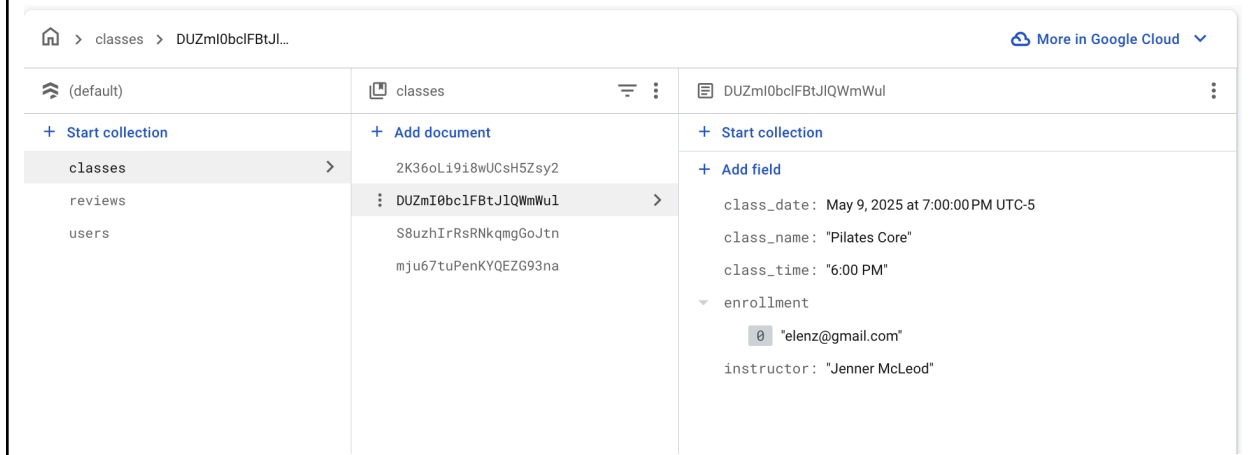 classes > DUZmI0bclFBtJl... More in Google Cloud
(default)
+ Start collection
classes
reviews
users
classes
+ Add document
2K36oLi9i8wUCsH5Zsy2
DUZmI0bclFBtJlQWmWul
S8uzhIrRsRNkqmgGoJtn
mju67tuPenKYQEZG93na
DUZmI0bclFBtJlQWmWul
+ Start collection
+ Add field
class_date: May 9, 2025 at 7:00:00 PM UTC-5
class_name: "Pilates Core"
class_time: "6:00 PM"
enrollment
0 "elenz@gmail.com"
instructor: "Jenner McLeod"